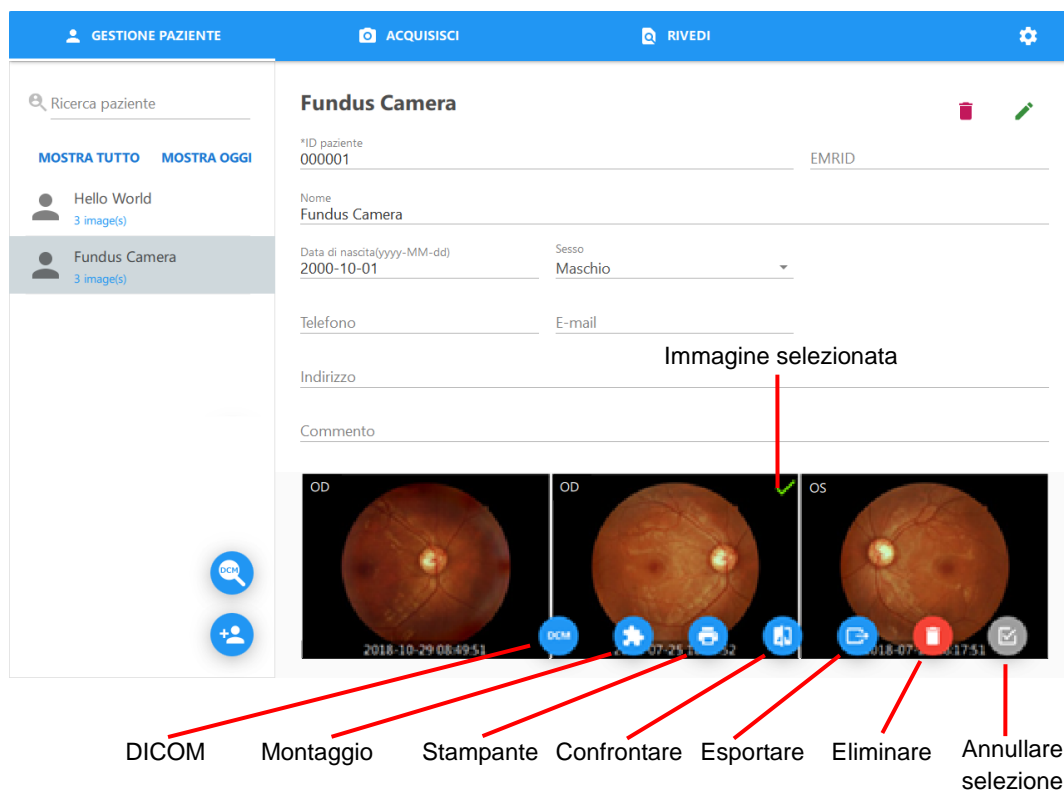 GESTIONE PAZIENTE
ACQUISISCI
RIVEDI
Ricerca paziente
MOSTRA TUTTO MOSTRA OGGI
Hello World
3 image(s)
Fundus Camera
3 image(s)
DCM
Fundus Camera
*ID paziente
000001
EMRID
Nome
Fundus Camera
Data di nascita(yyyy-MM-dd)
2000-10-01
Sesso
Maschio
Telefono
E-mail
Indirizzo
Commento
Immagine selezionata
OD
OD
OS
DCM
2018-10-29 08:49:51
DICOM
Montaggio
Stampante
Confrontare
Esportare
Eliminare
Annullare
selezione